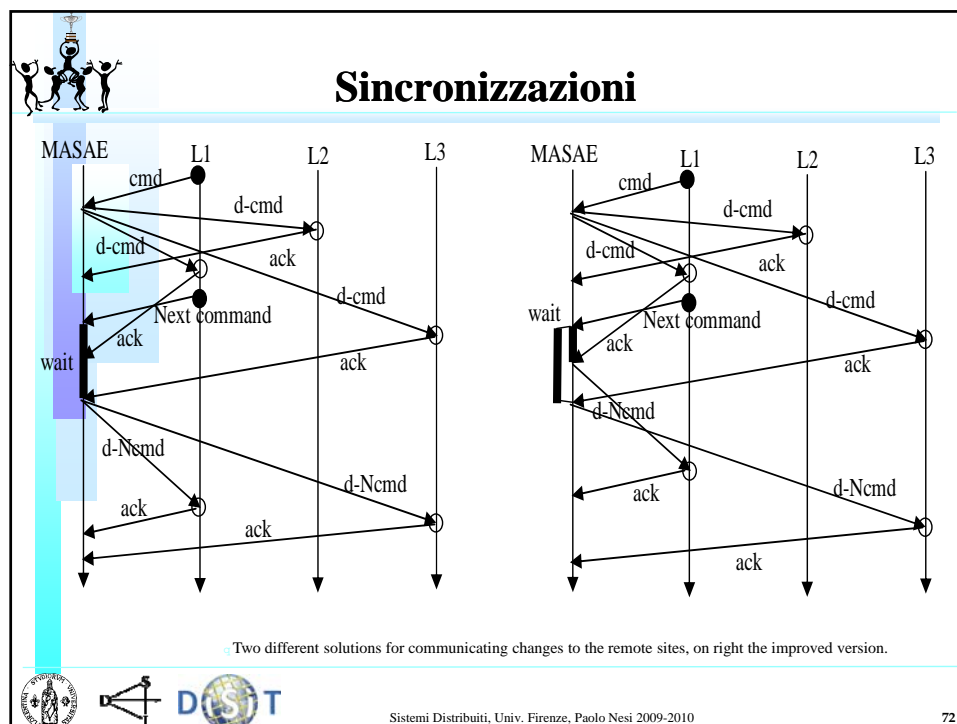 Sincronizzazioni
MASAE
L1
L2
L3
cmd
d-cmd
d-cmd
ack
d-cmd
Next command
ack
wait
ack
d-Ncmd
d-Ncmd
ack
ack
MASAE
L1
L2
L3
cmd
d-cmd
d-cmd
ack
d-cmd
wait
Next command
ack
ack
d-Ncmd
d-Ncmd
ack
ack
Two different solutions for communicating changes to the remote sites, on right the improved version.
D S I
DISIT
Sistemi Distribuiti, Univ. Firenze, Paolo Nesi 2009-2010
72